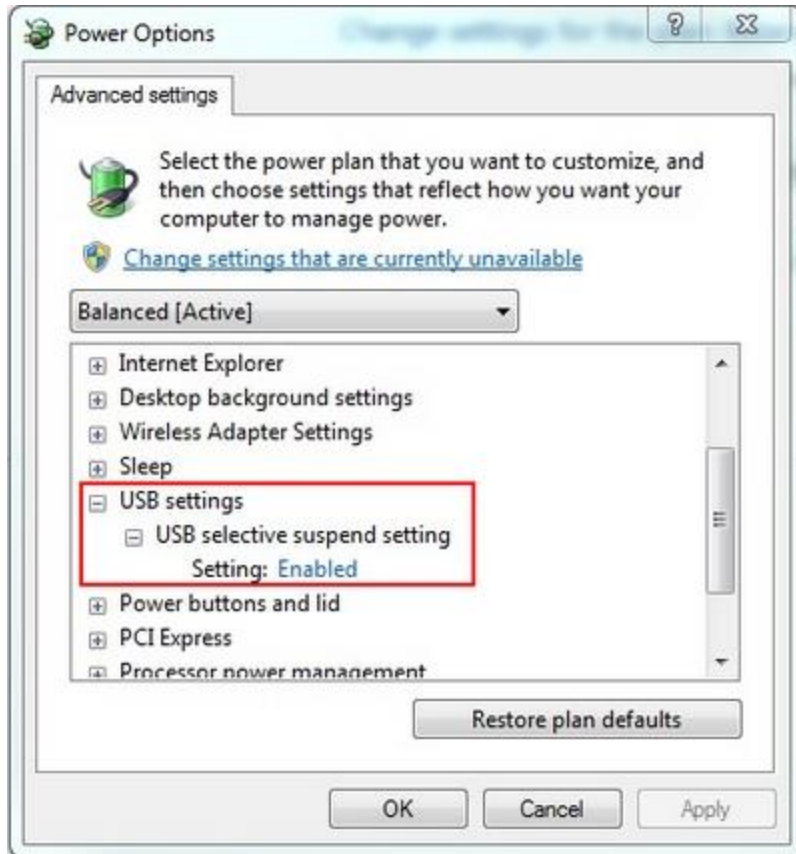 Power Options
Advanced settings
Select the power plan that you want to customize, and
then choose settings that reflect how you want your
computer to manage power.
Change settings that are currently unavailable
Balanced [Active]
Internet Explorer
Desktop background settings
Wireless Adapter Settings
Sleep
USB settings
USB selective suspend setting
Setting: Enabled
Power buttons and lid
PCI Express
Processor power management
Restore plan defaults
OK
Cancel
Apply